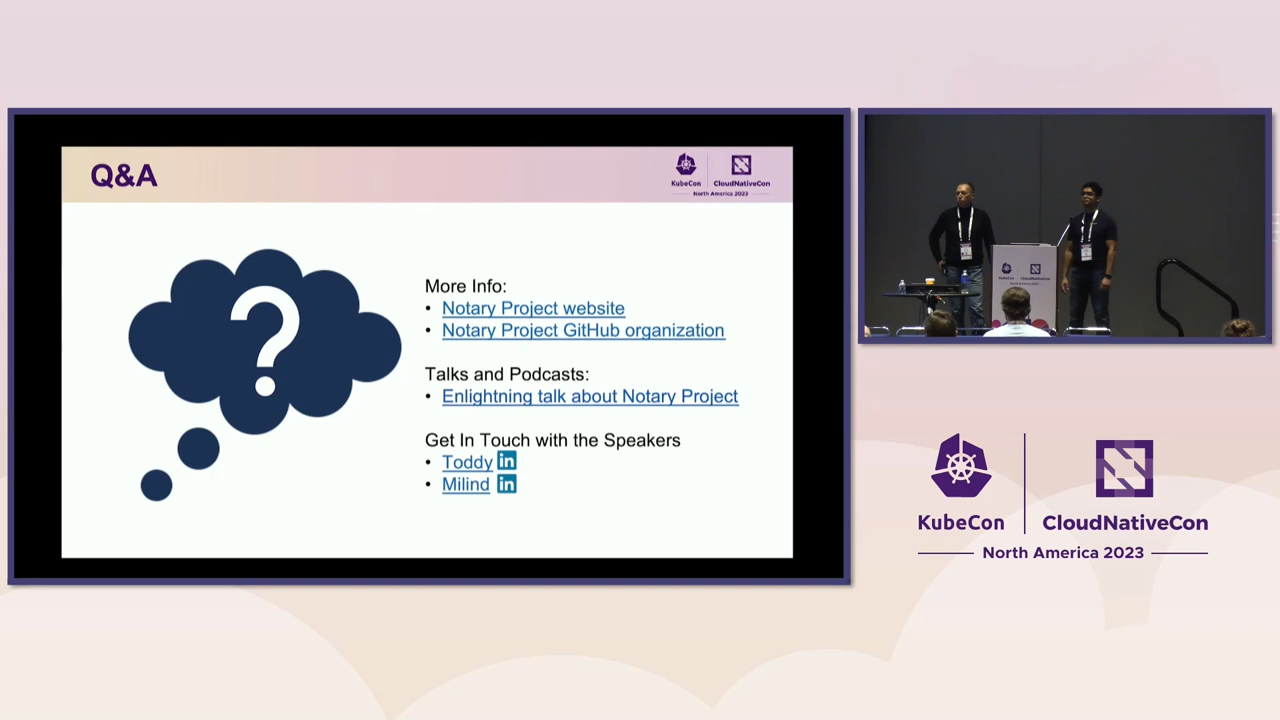 Q&A
KubeCon
CloudNativeCon
North America 2023
?
More Info:
• Notary Project website
• Notary Project GitHub organization
Talks and Podcasts:
• Enlightning talk about Notary Project
Get In Touch with the Speakers
• Toddy in
• Milind in
KubeCon
CloudNativeCon
North America 2023